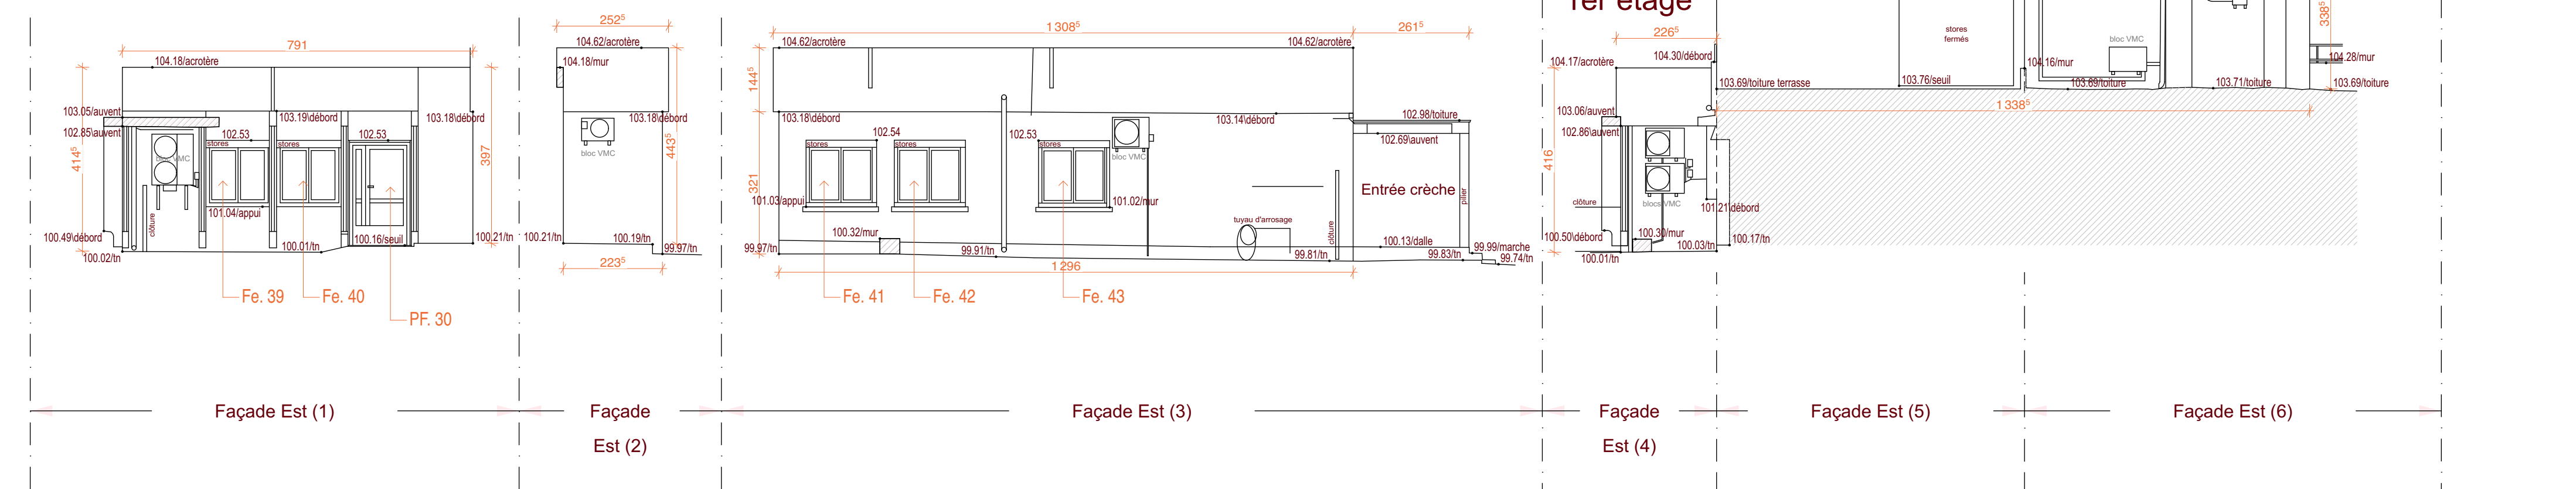 1er étage
791
104.18/acrotère
103.05/auvent
102.85\auvent
103.19\débord
103.18\débord
102.53
102.53
stores
stores
bloc VMC
414⁵
397
clôture
101.04/appui
100.49\débord
100.01/tn
100.16/seuil
100.21/tn
100.02/tn
Fe. 39
Fe. 40
PF. 30
252⁵
104.62/acrotère
104.18/mur
103.18\débord
bloc VMC
443⁵
100.21/tn
100.19/tn
99.97/tn
223⁵
1 308⁵
261⁵
104.62/acrotère
104.62/acrotère
144⁵
103.18\débord
103.14\débord
102.98/toiture
102.69\auvent
102.54
102.53
stores
stores
stores
bloc VMC
321
Entrée crèche
pilier
101.03/appui
101.02/mur
tuyau d'arrosage
clôture
100.32/mur
100.13/dalle
99.97/tn
99.91/tn
99.81/tn
99.83/tn
99.99/marche
99.74/tn
1 296
Fe. 41
Fe. 42
Fe. 43
226⁵
104.30/débord
104.17/acrotère
103.06/auvent
102.86\auvent
416
blocs VMC
clôture
101.21\débord
100.50\débord
100.30/mur
100.03/tn
100.17/tn
100.01/tn
stores
fermés
103.69/toiture terrasse
103.76/seuil
104.16/mur
bloc VMC
103.69/toiture
103.71/toiture
338⁵
104.28/mur
103.69/toiture
1 338⁵
Façade Est (1)
Façade
Est (2)
Façade Est (3)
Façade
Est (4)
Façade Est (5)
Façade Est (6)